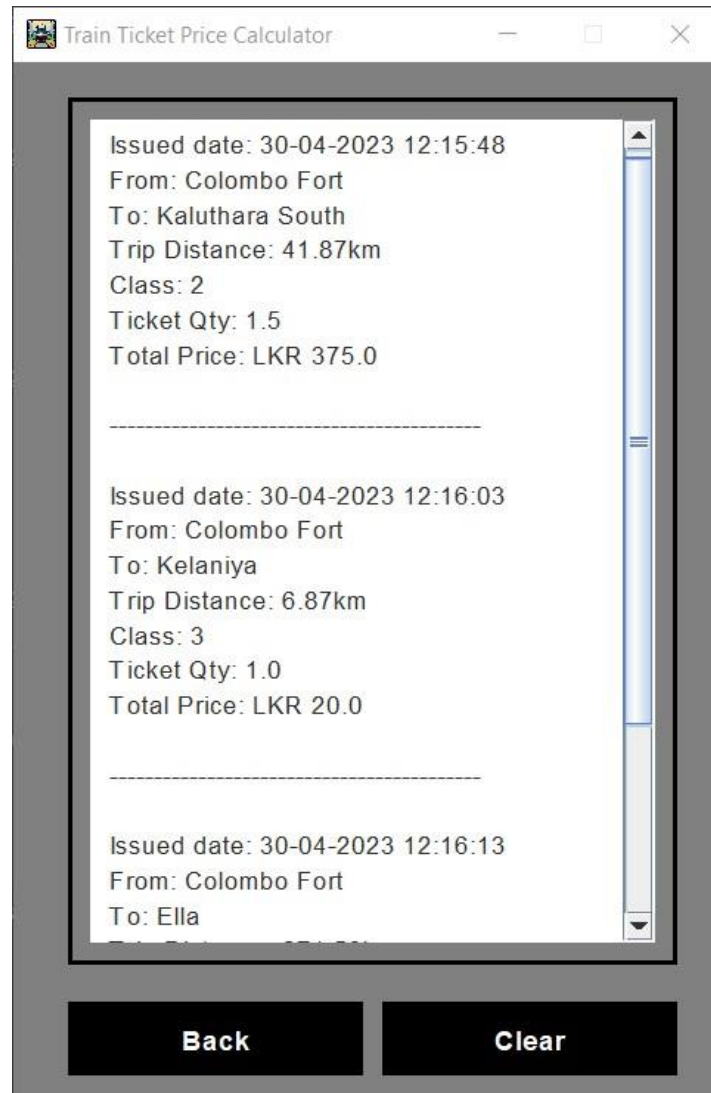 Train Ticket Price Calculator
Issued date: 30-04-2023 12:15:48
From: Colombo Fort
To: Kaluthara South
Trip Distance: 41.87km
Class: 2
Ticket Qty: 1.5
Total Price: LKR 375.0
------------------------------------------
Issued date: 30-04-2023 12:16:03
From: Colombo Fort
To: Kelaniya
Trip Distance: 6.87km
Class: 3
Ticket Qty: 1.0
Total Price: LKR 20.0
------------------------------------------
Issued date: 30-04-2023 12:16:13
From: Colombo Fort
To: Ella
Back
Clear